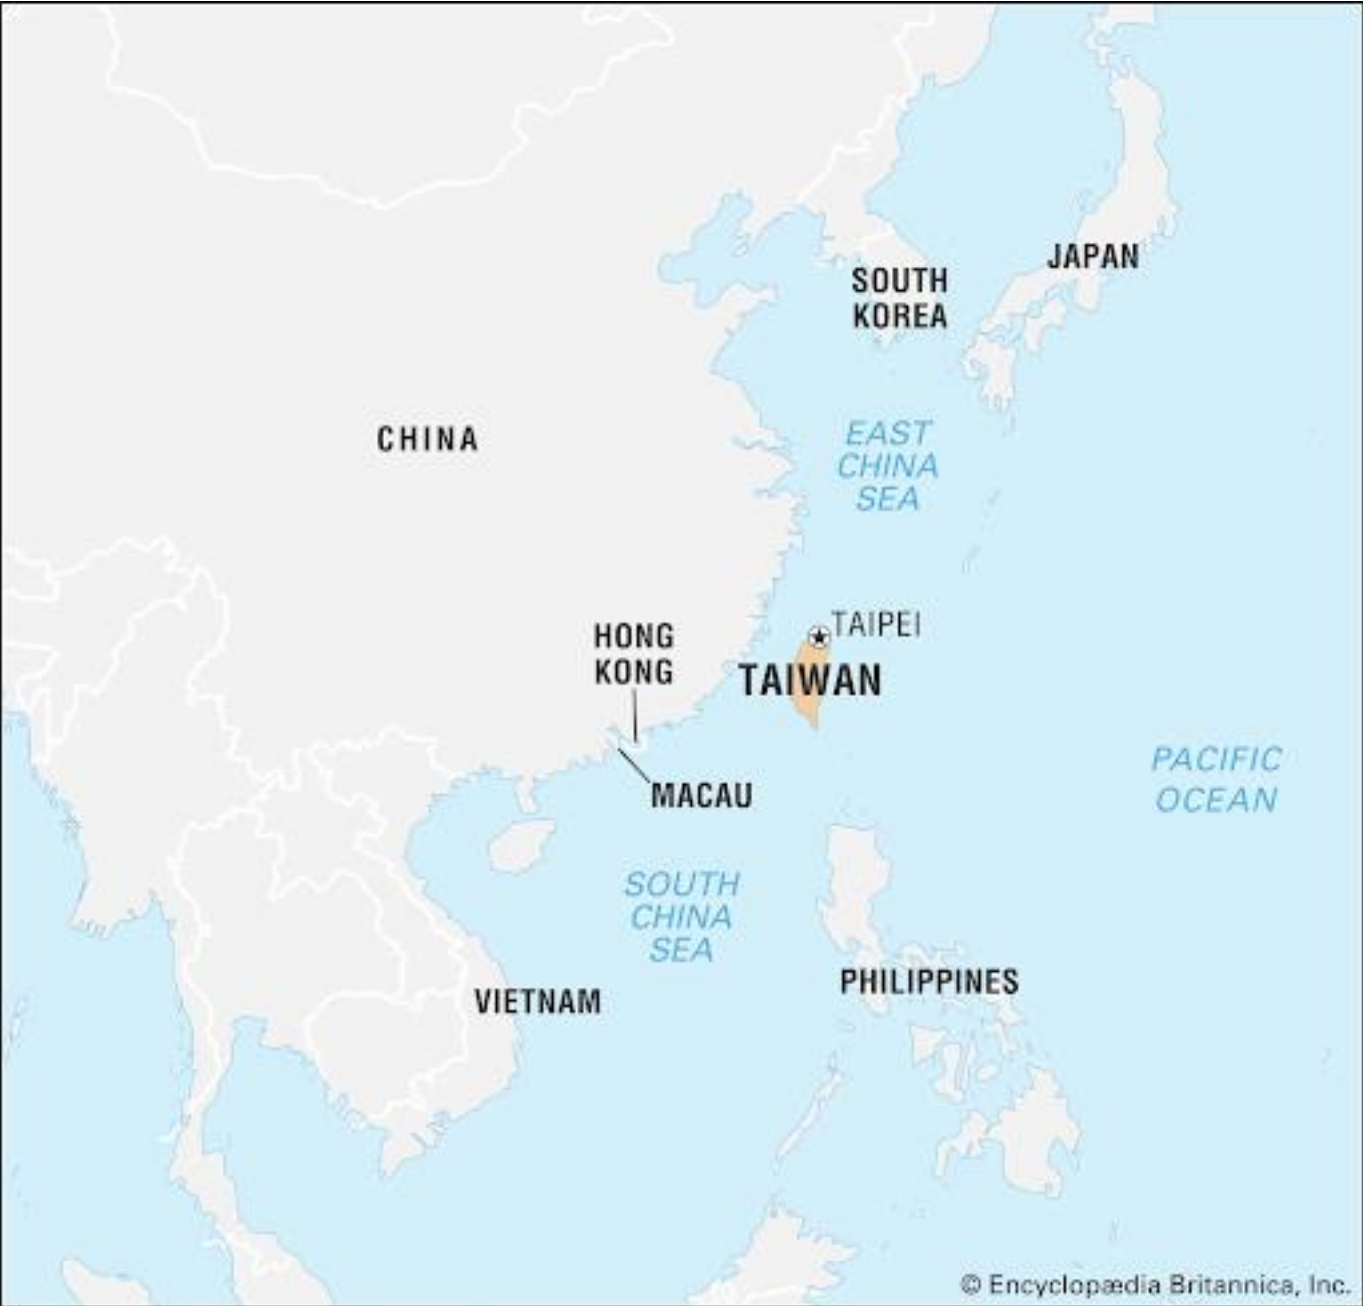 JAPAN
SOUTH
KOREA
CHINA
EAST
CHINA
SEA
TAIPEI
HONG
KONG
TAIWAN
PACIFIC
OCEAN
MACAU
SOUTH
CHINA
SEA
PHILIPPINES
VIETNAM
© Encyclopædia Britannica, Inc.